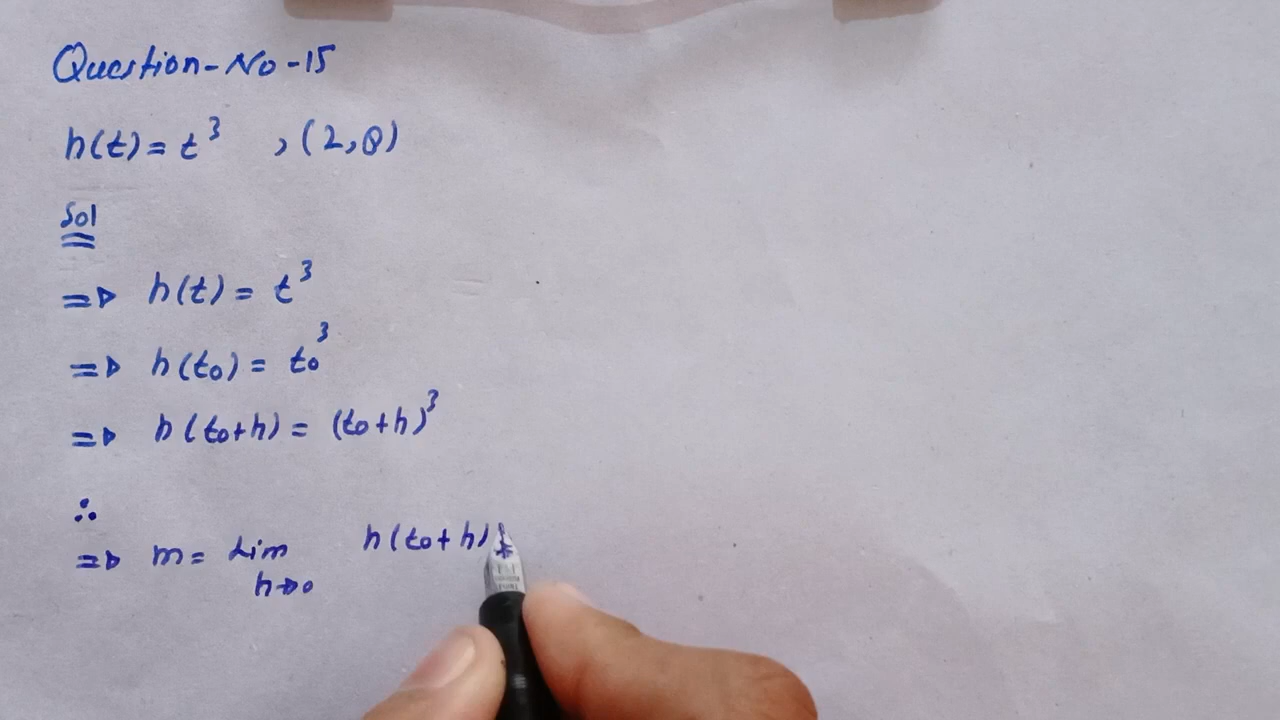 Question-No-15
h(t) = t³ , (2,8)
Sol
=> h(t) = t³
=> h(t₀) = t₀³
=> h(t₀+h) = (t₀+h)³
∴
=> m = Lim h(t₀+h)
h→0